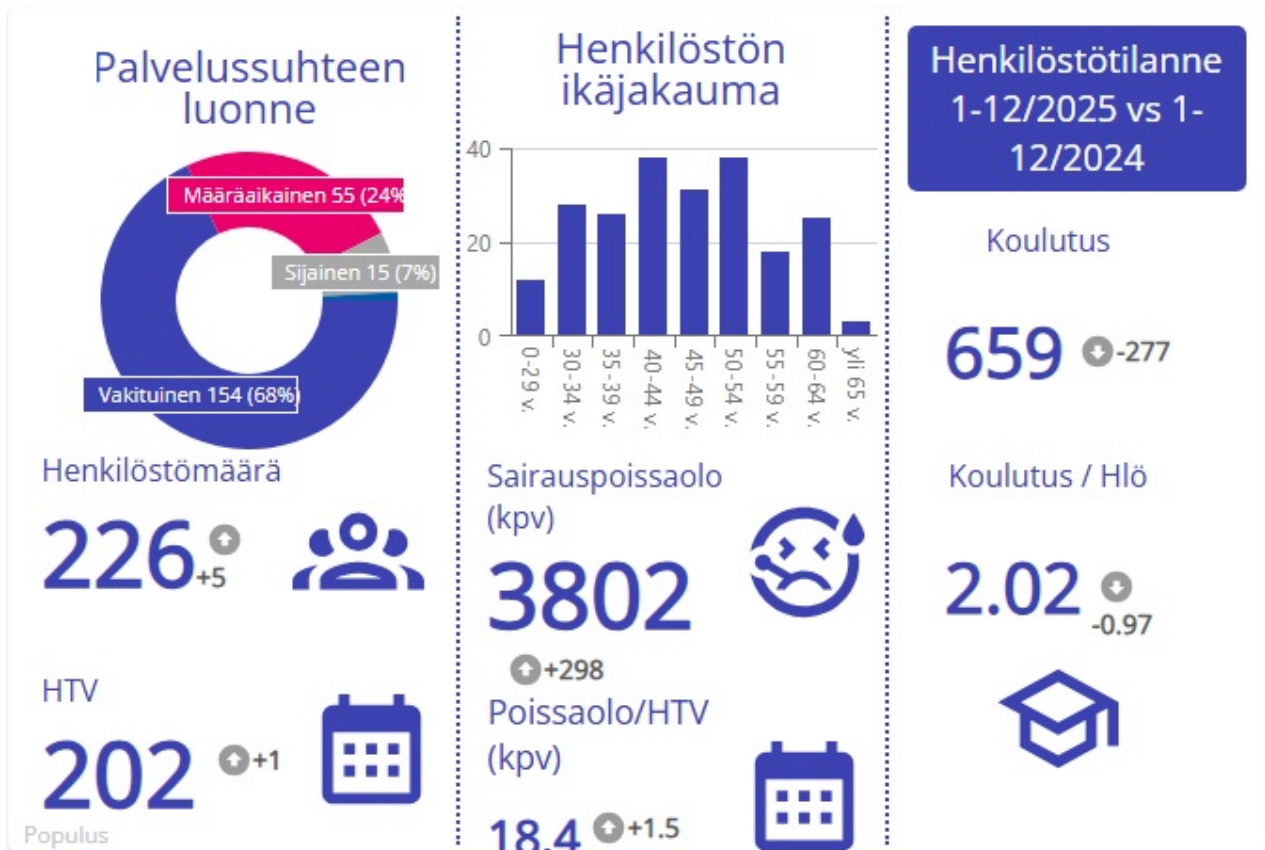 Palvelussuhteen
luonne
Määräaikainen 55 (24%
Sijainen 15 (7%)
Vakituinen 154 (68%)
Henkilöstömäärä
226
+5
HTV
202
+1
Populus
Henkilöstön
ikäjakauma
40
20
0
0-29 v.
30-34 v.
35-39 v.
40-44 v.
45-49 v.
50-54 v.
55-59 v.
60-64 v.
yli 65 v.
Sairauspoissaolo
(kpv)
3802
+298
Poissaolo/HTV
(kpv)
18.4
+1.5
Henkilöstötilanne
1-12/2025 vs 1-
12/2024
Koulutus
659
-277
Koulutus / Hlö
2.02
-0.97